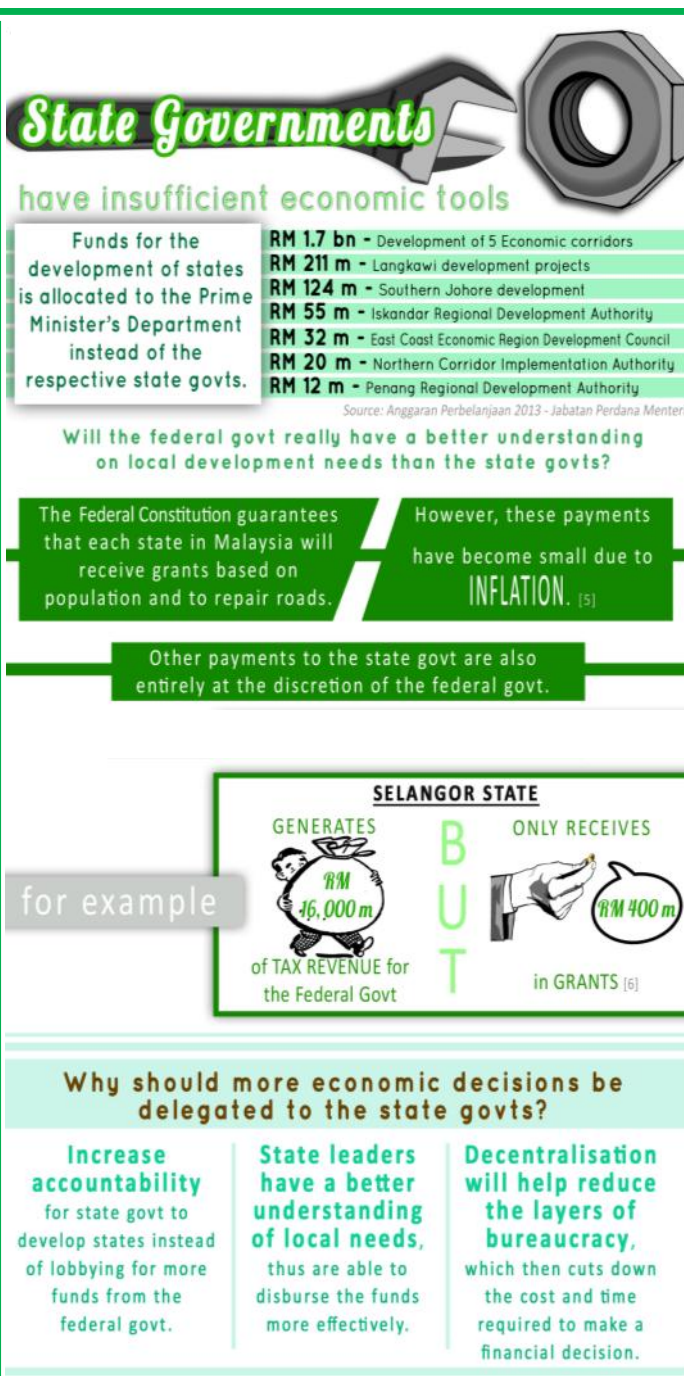 State Governments
have insufficient economic tools
Funds for the
development of states
is allocated to the Prime
Minister's Department
instead of the
respective state govts.
RM 1.7 bn - Development of 5 Economic corridors
RM 211 m - Langkawi development projects
RM 124 m - Southern Johore development
RM 55 m - Iskandar Regional Development Authority
RM 32 m - East Coast Economic Region Development Council
RM 20 m - Northern Corridor Implementation Authority
RM 12 m - Penang Regional Development Authority
Source: Anggaran Perbelanjaan 2013 - Jabatan Perdana Menteri
Will the federal govt really have a better understanding
on local development needs than the state govts?
The Federal Constitution guarantees
that each state in Malaysia will
receive grants based on
population and to repair roads.
However, these payments
have become small due to
INFLATION. [5]
Other payments to the state govt are also
entirely at the discretion of the federal govt.
for example
SELANGOR STATE
GENERATES
RM
16,000 m
of TAX REVENUE for
the Federal Govt
BUT
ONLY RECEIVES
RM 400 m
in GRANTS [6]
Why should more economic decisions be
delegated to the state govts?
Increase
accountability
for state govt to
develop states instead
of lobbying for more
funds from the
federal govt.
State leaders
have a better
understanding
of local needs,
thus are able to
disburse the funds
more effectively.
Decentralisation
will help reduce
the layers of
bureaucracy,
which then cuts down
the cost and time
required to make a
financial decision.